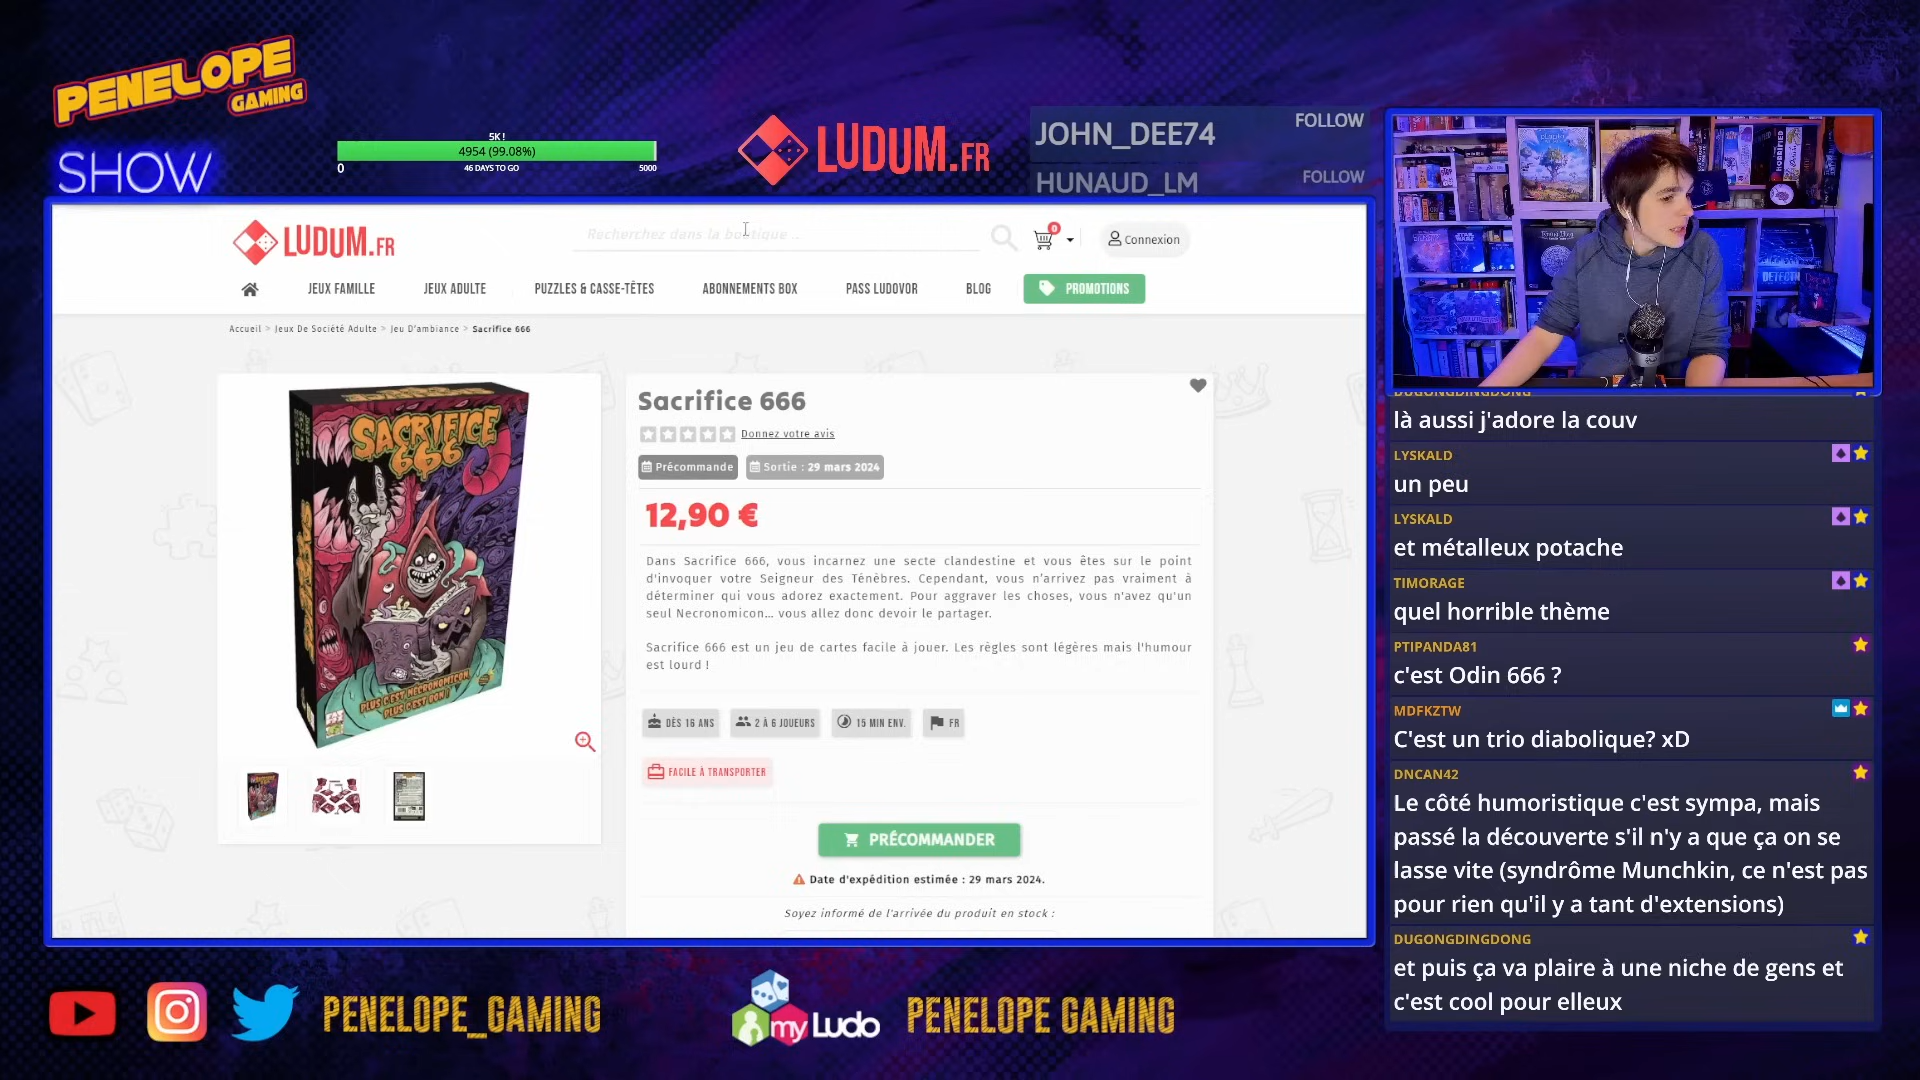 PENELOPE
GAMING
SHOW
5K !
4954 (99.08%)
0
46 DAYS TO GO
5000
LUDUM.FR
JOHN_DEE74
FOLLOW
HUNAUD_LM
FOLLOW
LUDUM.FR
Recherchez dans la boutique ...
0
Connexion
JEUX FAMILLE
JEUX ADULTE
PUZZLES & CASSE-TÊTES
ABONNEMENTS BOX
PASS LUDOVOR
BLOG
PROMOTIONS
Accueil > Jeux De Société Adulte > Jeu D'ambiance > Sacrifice 666
SACRIFICE
666
PLUS C'EST NECRONOMICON,
PLUS C'EST BON !
Sacrifice 666
Donnez votre avis
Précommande
Sortie : 29 mars 2024
12,90 €
Dans Sacrifice 666, vous incarnez une secte clandestine et vous êtes sur le point
d'invoquer votre Seigneur des Ténèbres. Cependant, vous n'arrivez pas vraiment à
déterminer qui vous adorez exactement. Pour aggraver les choses, vous n'avez qu'un
seul Necronomicon... vous allez donc devoir le partager.
Sacrifice 666 est un jeu de cartes facile à jouer. Les règles sont légères mais l'humour
est lourd !
DÈS 16 ANS
2 À 6 JOUEURS
15 MIN ENV.
FR
FACILE À TRANSPORTER
PRÉCOMMANDER
Date d'expédition estimée : 29 mars 2024.
Soyez informé de l'arrivée du produit en stock :
DUGONGDINGDONG
là aussi j'adore la couv
LYSKALD
un peu
LYSKALD
et métalleux potache
TIMORAGE
quel horrible thème
PTIPANDA81
c'est Odin 666 ?
MDFKZTW
C'est un trio diabolique? xD
DNCAN42
Le côté humoristique c'est sympa, mais
passé la découverte s'il n'y a que ça on se
lasse vite (syndrôme Munchkin, ce n'est pas
pour rien qu'il y a tant d'extensions)
DUGONGDINGDONG
et puis ça va plaire à une niche de gens et
c'est cool pour elleux
PENELOPE_GAMING
my Ludo
PENELOPE GAMING